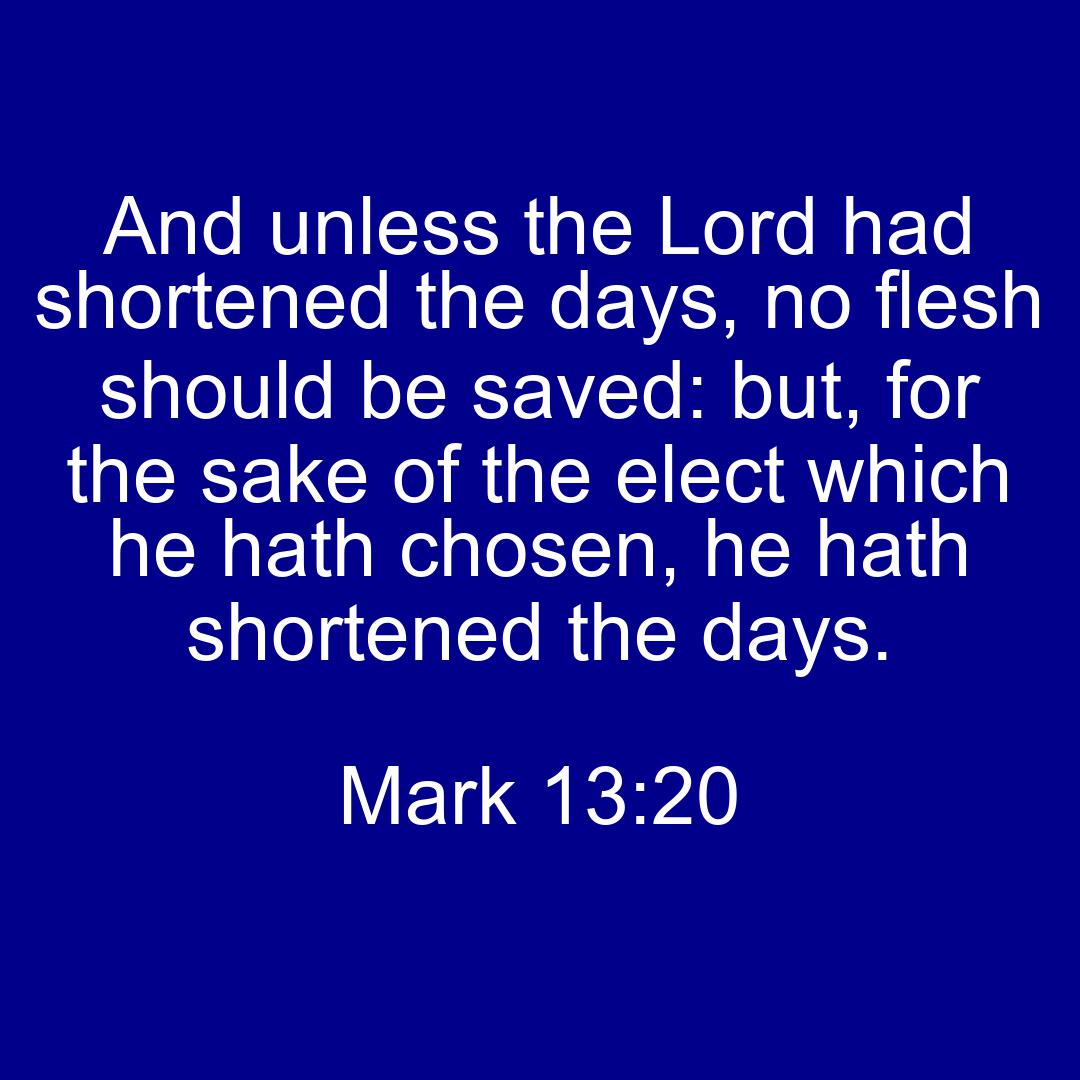 And unless the Lord had
shortened the days, no flesh
should be saved: but, for
the sake of the elect which
he hath chosen, he hath
shortened the days.
Mark 13:20